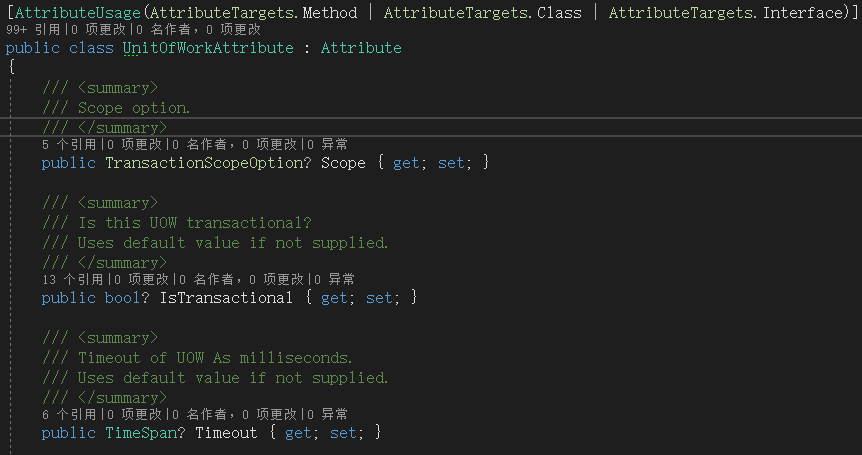 [AttributeUsage(AttributeTargets.Method | AttributeTargets.Class | AttributeTargets.Interface)]
99+ 引用|0 项更改|0 名作者，0 项更改
public class UnitOfWorkAttribute : Attribute
{
/// <summary>
/// Scope option.
/// </summary>
5 个引用|0 项更改|0 名作者，0 项更改|0 异常
public TransactionScopeOption? Scope { get; set; }
/// <summary>
/// Is this UOW transactional?
/// Uses default value if not supplied.
/// </summary>
13 个引用|0 项更改|0 名作者，0 项更改|0 异常
public bool? IsTransactional { get; set; }
/// <summary>
/// Timeout of UOW As milliseconds.
/// Uses default value if not supplied.
/// </summary>
6 个引用|0 项更改|0 名作者，0 项更改|0 异常
public TimeSpan? Timeout { get; set; }